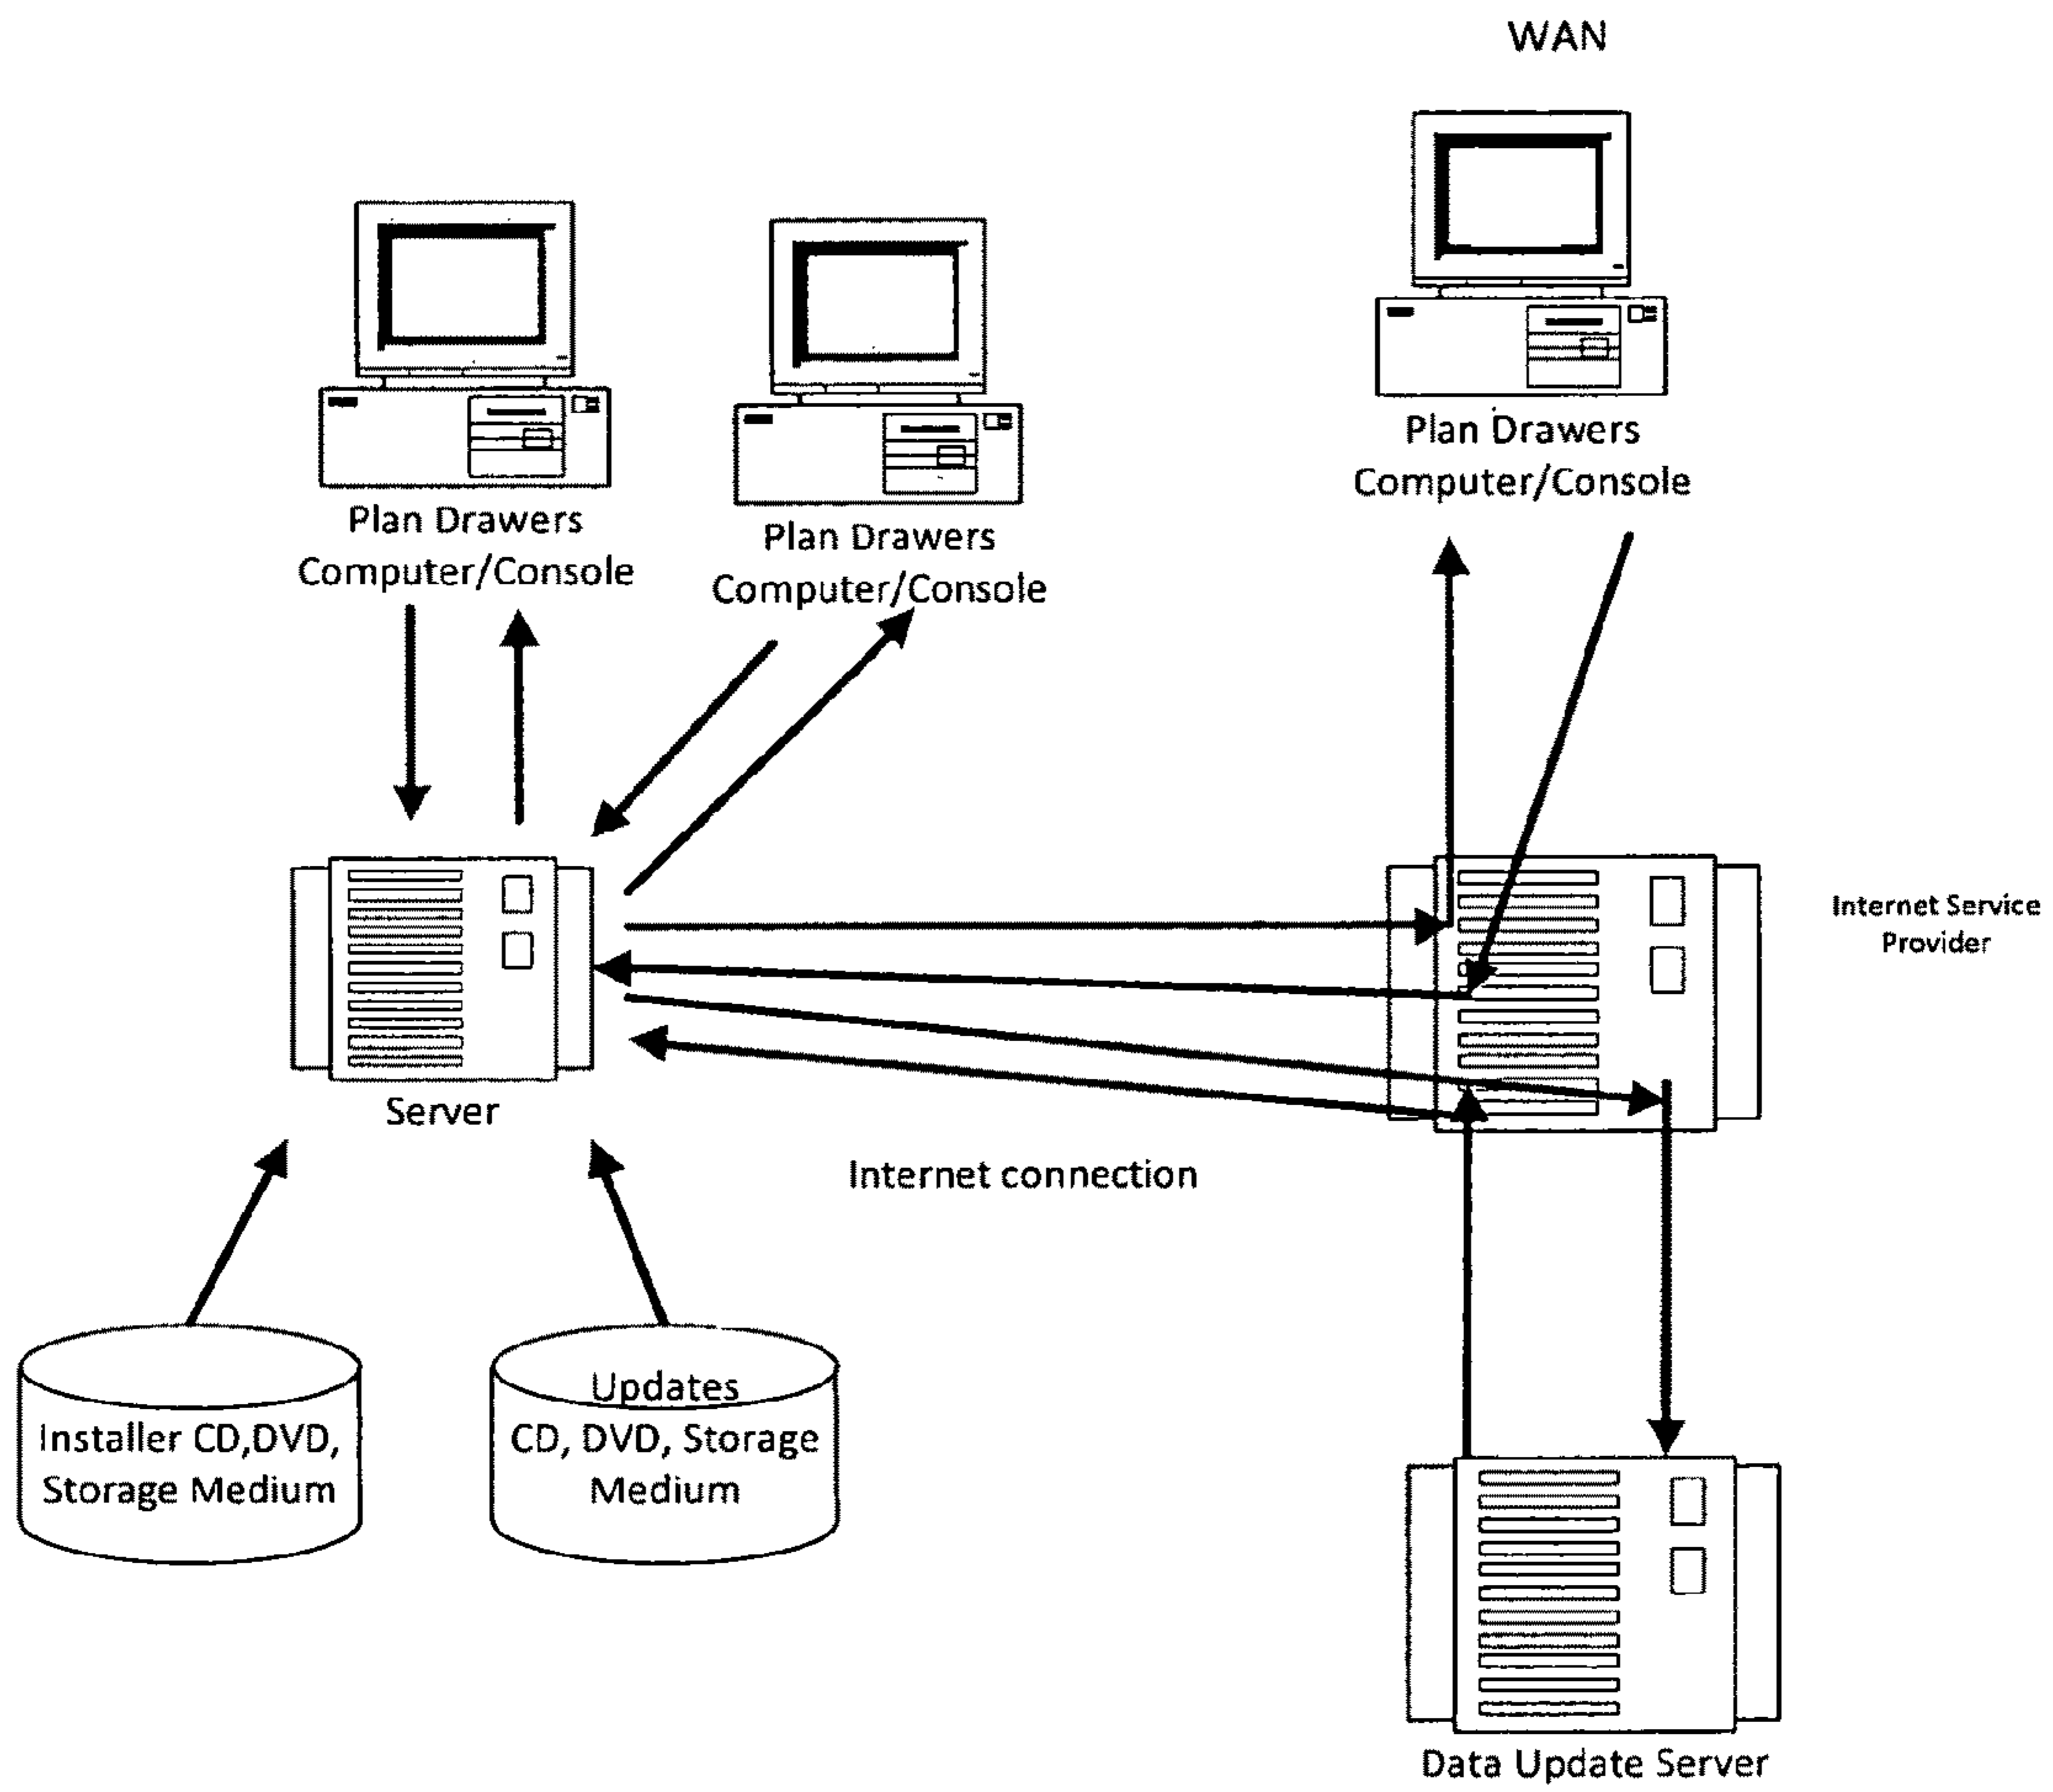 WAN
Plan Drawers
Computer/Console
Plan Drawers
Computer/Console
Plan Drawers
Computer/Console
Internet Service
Provider
Server
Internet connection
Installer CD,DVD,
Storage Medium
Updates
CD, DVD, Storage
Medium
Data Update Server